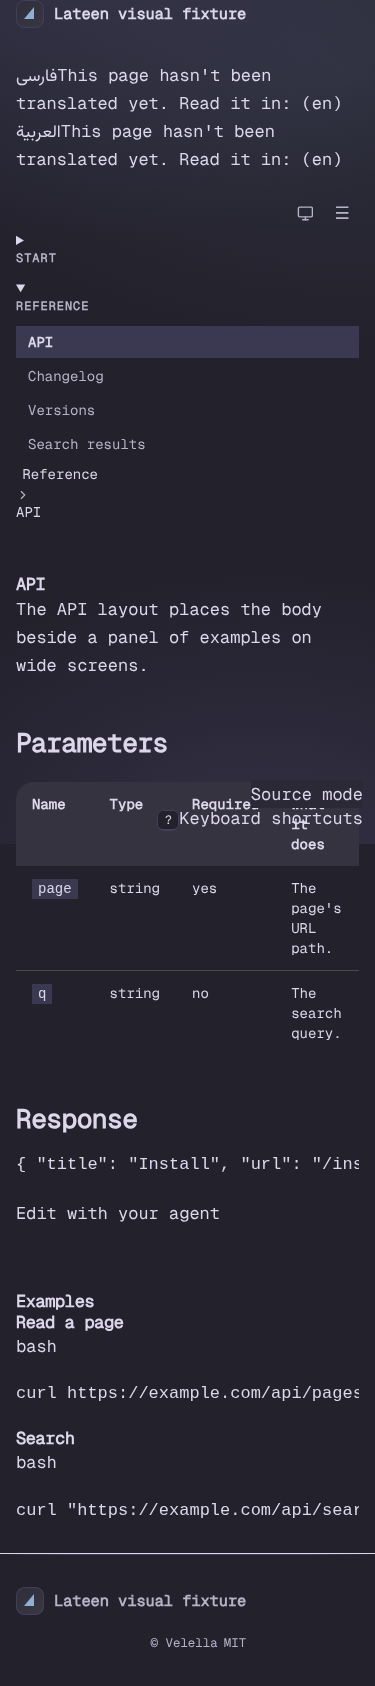 Lateen visual fixture
فارسیThis page hasn't been
translated yet. Read it in: (en)
العربيةThis page hasn't been
translated yet. Read it in: (en)
START
REFERENCE
API
Changelog
Versions
Search results
Reference
API
API
The API layout places the body
beside a panel of examples on
wide screens.
Parameters
Source mode
? Keyboard shortcuts
Name Type Required What it does
page string yes The page's URL path.
q string no The search query.
Response
{ "title": "Install", "url": "/ins
Edit with your agent
Examples
Read a page
bash
curl https://example.com/api/pages
Search
bash
curl "https://example.com/api/sear
Lateen visual fixture
© Velella MIT